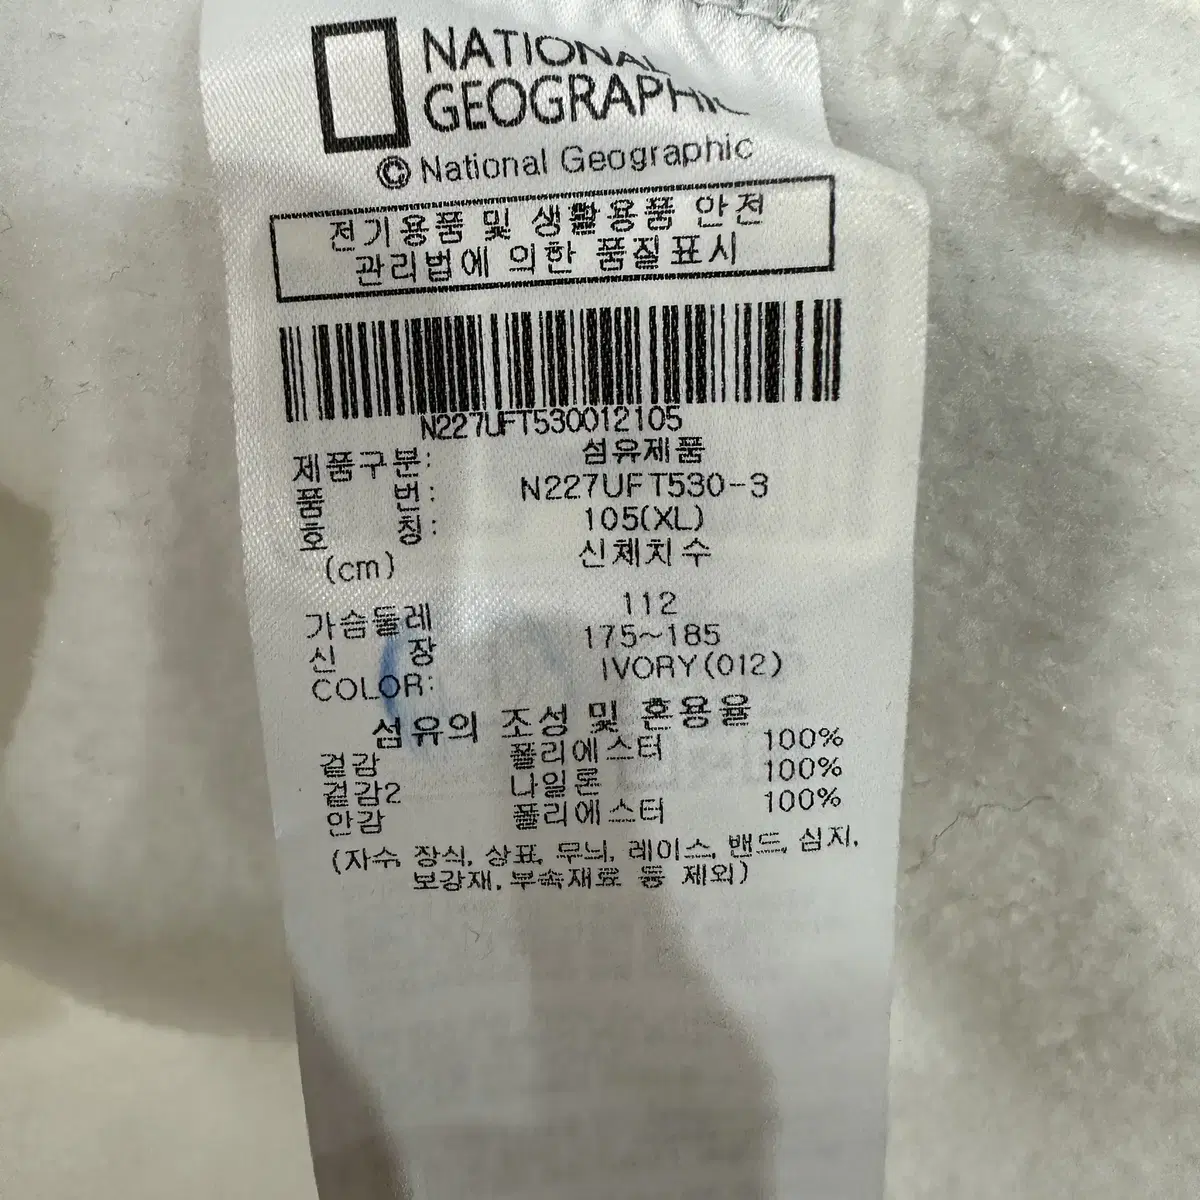 NATIONAL
GEOGRAPHIC
© National Geographic
전기용품 및 생활용품 안전
관리법에 의한 품질표시
N227UFT530012105
제품구분: 섬유제품
품 번: N227UFT530-3
호 칭: 105(XL)
(cm) 신체치수
가슴둘레 112
신 장 175~185
COLOR: IVORY(012)
섬유의 조성 및 혼용율
겉감 폴리에스터 100%
겉감2 나일론 100%
안감 폴리에스터 100%
(자수, 장식, 상표, 무늬, 레이스, 밴드, 심지,
보강재, 부속재료 등 제외)